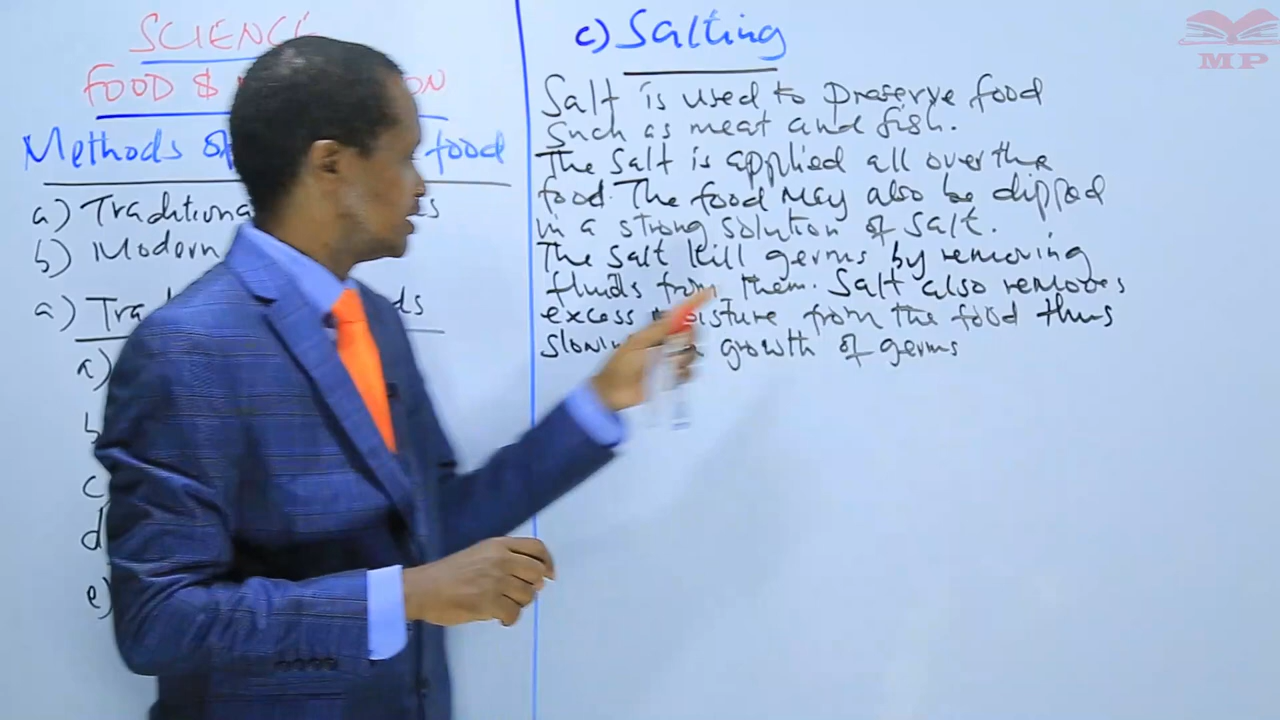 SCIENCE
FOOD &
Methods of food
a) Traditional
b) Modern
a)
a)
c
d
e)
c) Salting
Salt is used to preserve food
such as meat and fish.
The salt is applied all over the
food. The food may also be dipped
in a strong solution of salt.
The salt kill germs by removing
fluids from them. Salt also removes
excess moisture from the food thus
growth of germs
MP